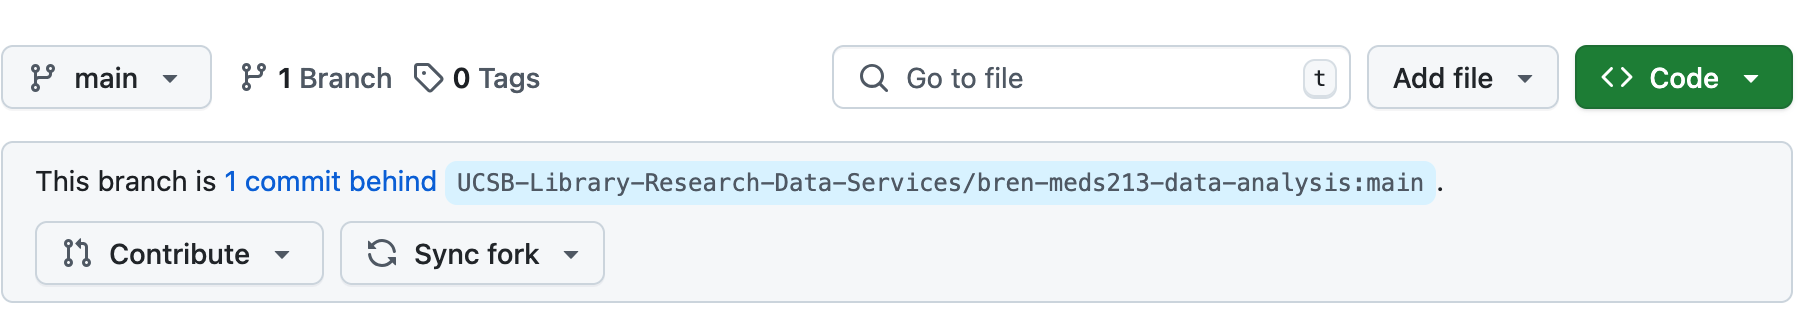 main 1 Branch 0 Tags Go to file t Add file Code
This branch is 1 commit behind UCSB-Library-Research-Data-Services/bren-meds213-data-analysis:main .
Contribute Sync fork